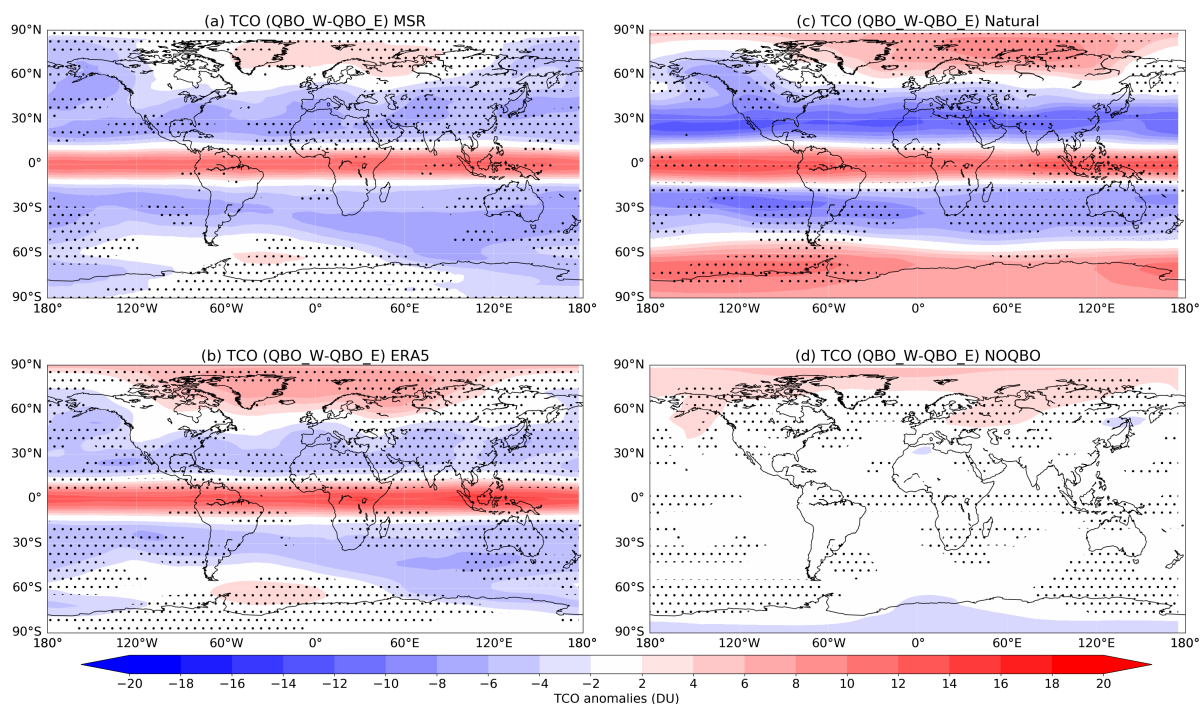 (a) TCO (QBO_W-QBO_E) MSR
90°N
60°N
30°N
0°
30°S
60°S
90°S
180° 120°W 60°W 0° 60°E 120°E 180°
(c) TCO (QBO_W-QBO_E) Natural
90°N
60°N
30°N
0°
30°S
60°S
90°S
180° 120°W 60°W 0° 60°E 120°E 180°
(b) TCO (QBO_W-QBO_E) ERA5
90°N
60°N
30°N
0°
30°S
60°S
90°S
180° 120°W 60°W 0° 60°E 120°E 180°
(d) TCO (QBO_W-QBO_E) NOQBO
90°N
60°N
30°N
0°
30°S
60°S
90°S
180° 120°W 60°W 0° 60°E 120°E 180°
−20 −18 −16 −14 −12 −10 −8 −6 −4 −2 2 4 6 8 10 12 14 16 18 20
TCO anomalies (DU)